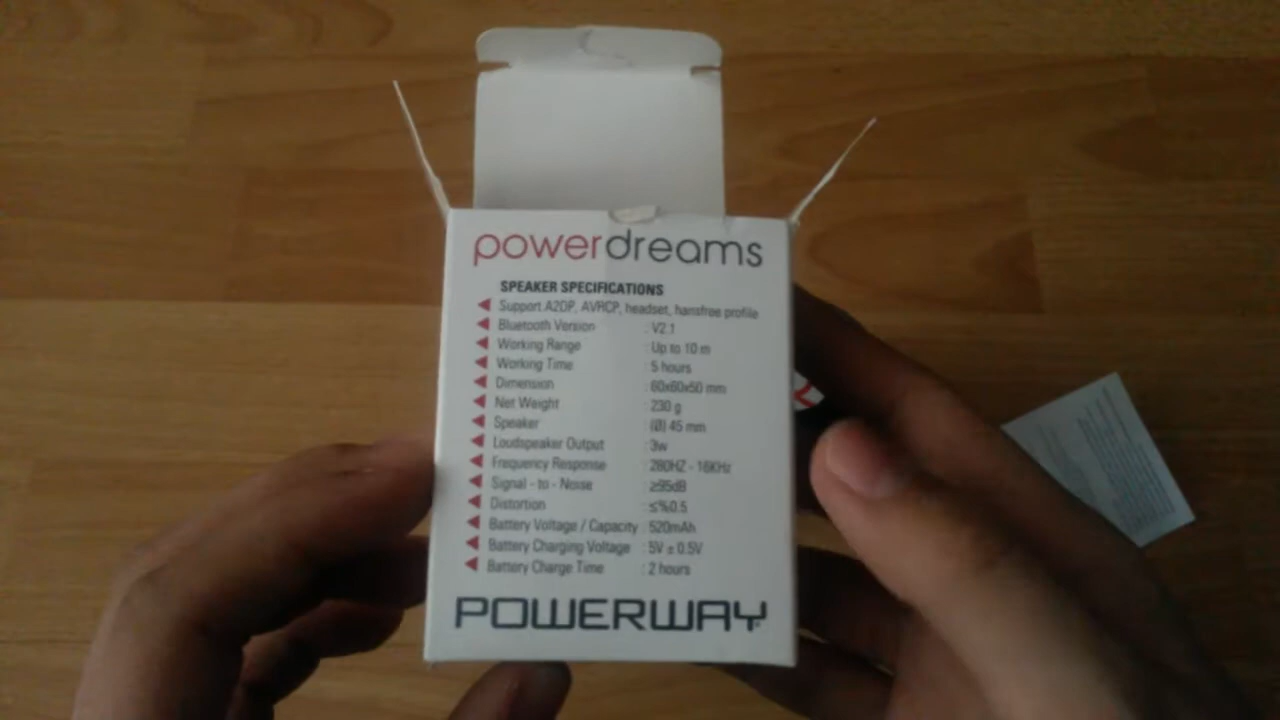 powerdreams
SPEAKER SPECIFICATIONS
Support A2DP, AVRCP, headset, hansfree profile
Bluetooth Version : V2.1
Working Range : Up to 10 m
Working Time : 5 hours
Dimension : 60x60x50 mm
Net Weight : 230 g
Speaker : (Ø) 45 mm
Loudspeaker Output : 3w
Frequency Response : 280HZ - 16KHz
Signal - to - Noise : ≥95dB
Distortion : ≤%0.5
Battery Voltage / Capacity : 520mAh
Battery Charging Voltage : 5V ± 0.5V
Battery Charge Time : 2 hours
POWERWAY